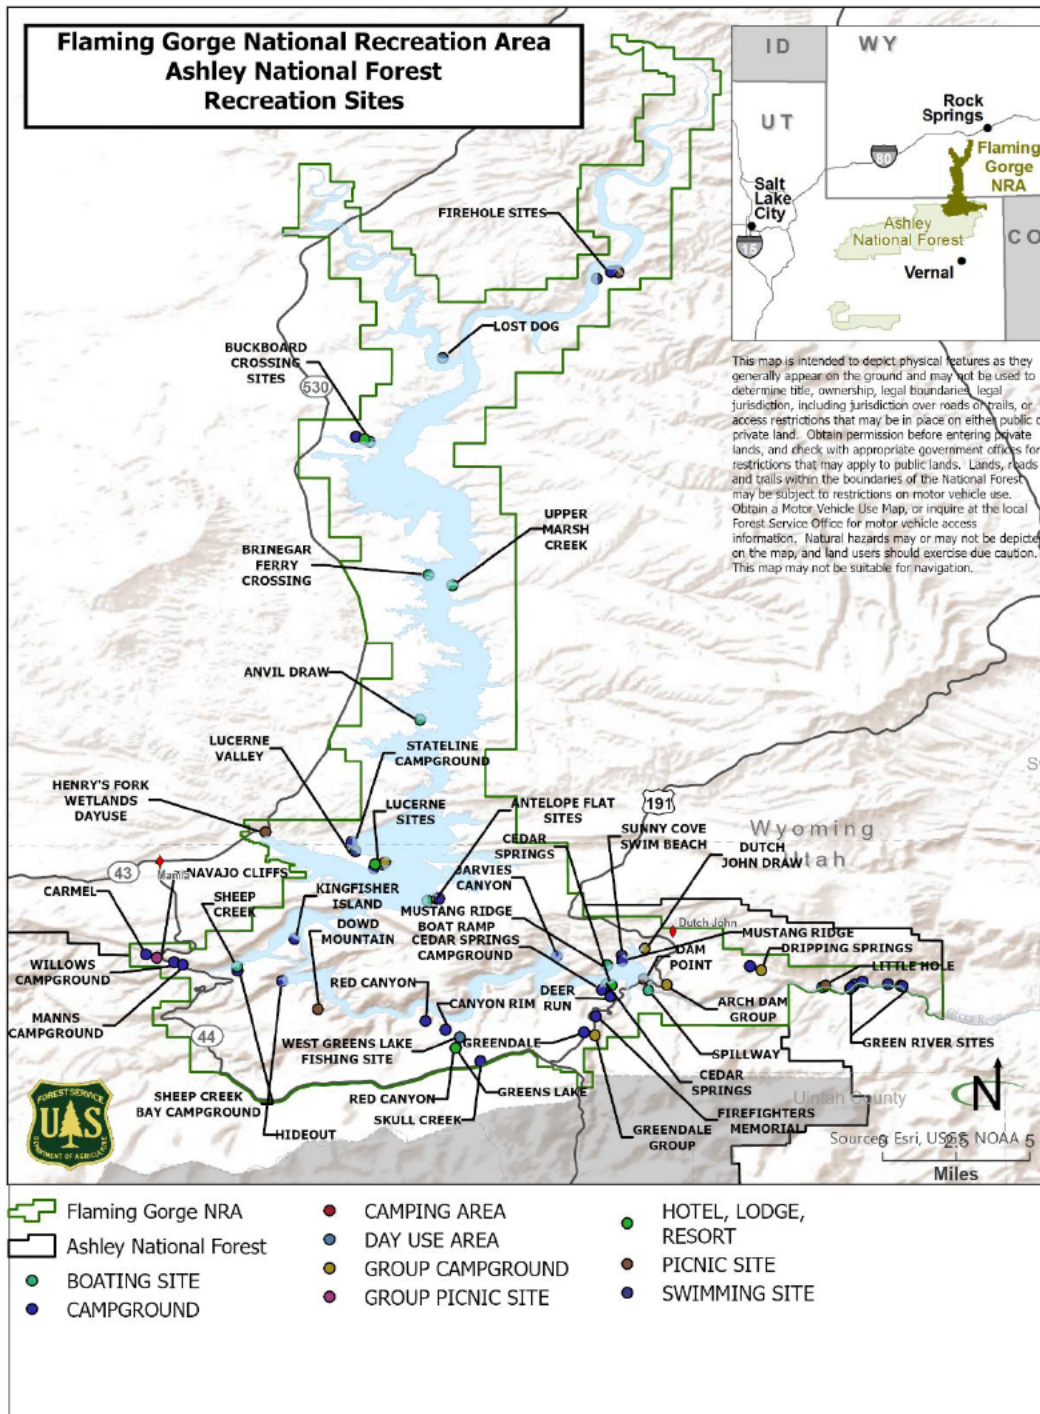 Flaming Gorge National Recreation Area
Ashley National Forest
Recreation Sites
ID
WY
UT
CO
Rock
Springs
80
Flaming
Gorge
NRA
Salt
Lake
City
15
Ashley
National Forest
Vernal
This map is intended to depict physical features as they
generally appear on the ground and may not be used to
determine title, ownership, legal boundaries, legal
jurisdiction, including jurisdiction over roads or trails, or
access restrictions that may be in place on either public o
private land. Obtain permission before entering private
lands, and check with appropriate government offices for
restrictions that may apply to public lands. Lands, roads
and trails within the boundaries of the National Forest
may be subject to restrictions on motor vehicle use.
Obtain a Motor Vehicle Use Map, or inquire at the local
Forest Service Office for motor vehicle access
information. Natural hazards may or may not be depicte
on the map, and land users should exercise due caution.
This map may not be suitable for navigation.
FIREHOLE SITES
LOST DOG
BUCKBOARD
CROSSING
SITES
530
UPPER
MARSH
CREEK
BRINEGAR
FERRY
CROSSING
ANVIL DRAW
LUCERNE
VALLEY
STATELINE
CAMPGROUND
HENRY'S FORK
WETLANDS
DAYUSE
LUCERNE
SITES
ANTELOPE FLAT
SITES
191
CEDAR
SPRINGS
SUNNY COVE
SWIM BEACH
Wyoming
Utah
DUTCH
JOHN DRAW
43
Manila
NAVAJO CLIFFS
CARMEL
SHEEP
CREEK
KINGFISHER
ISLAND
JARVIES
CANYON
DOWD
MOUNTAIN
MUSTANG RIDGE
BOAT RAMP
CEDAR SPRINGS
CAMPGROUND
Dutch John
MUSTANG RIDGE
DRIPPING SPRINGS
DAM
POINT
LITTLE HOLE
WILLOWS
CAMPGROUND
RED CANYON
CANYON RIM
DEER
RUN
ARCH DAM
GROUP
MANNS
CAMPGROUND
44
WEST GREENS LAKE
FISHING SITE
GREENDALE
SPILLWAY
GREEN RIVER SITES
Green River
SHEEP CREEK
BAY CAMPGROUND
RED CANYON
GREENS LAKE
CEDAR
SPRINGS
SKULL CREEK
HIDEOUT
GREENDALE
GROUP
FIREFIGHTERS
MEMORIAL
Uintah County
N
Sources: Esri, USGS, NOAA
0 2.5 5
Miles
FOREST SERVICE
U S
DEPARTMENT OF AGRICULTURE
Flaming Gorge NRA
Ashley National Forest
BOATING SITE
CAMPGROUND
CAMPING AREA
DAY USE AREA
GROUP CAMPGROUND
GROUP PICNIC SITE
HOTEL, LODGE,
RESORT
PICNIC SITE
SWIMMING SITE